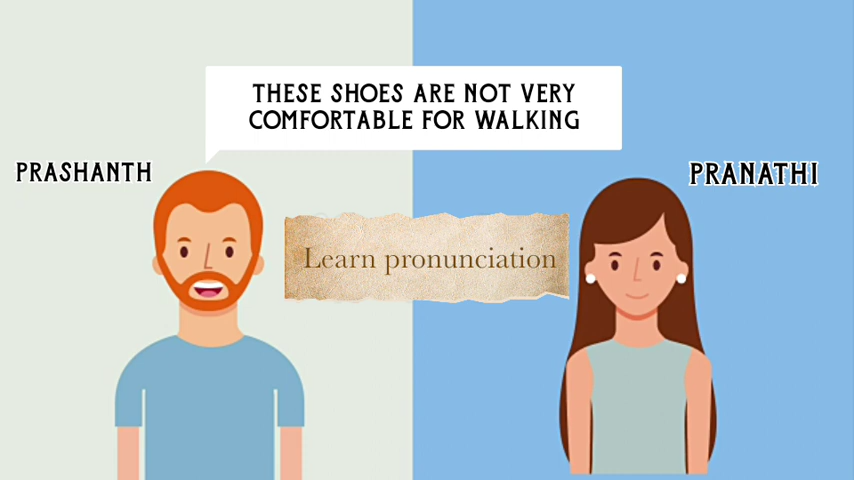 THESE SHOES ARE NOT VERY
COMFORTABLE FOR WALKING
PRASHANTH
PRANATHI
Learn pronunciation